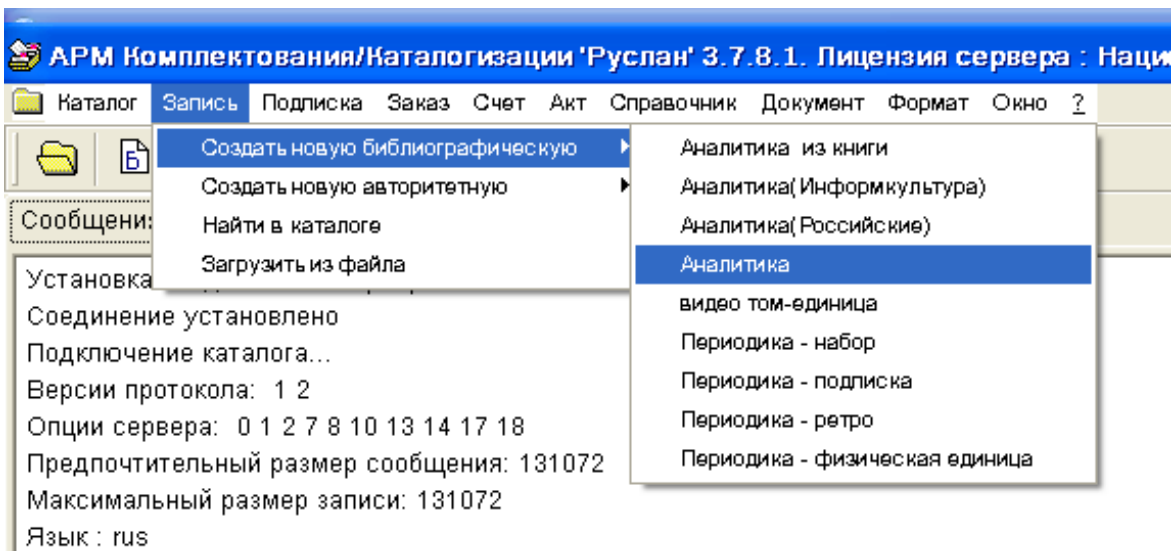 АРМ Комплектования/Каталогизации 'Руслан' 3.7.8.1. Лицензия сервера : Наци
Каталог Запись Подписка Заказ Счет Акт Справочник Документ Формат Окно ?
Б
Создать новую библиографическую
Создать новую авторитетную
Найти в каталоге
Загрузить из файла
Аналитика из книги
Аналитика(Информкультура)
Аналитика(Российские)
Аналитика
видео том-единица
Периодика - набор
Периодика - подписка
Периодика - ретро
Периодика - физическая единица
Сообщени
Установка
Соединение установлено
Подключение каталога...
Версии протокола: 1 2
Опции сервера: 0 1 2 7 8 10 13 14 17 18
Предпочтительный размер сообщения: 131072
Максимальный размер записи: 131072
Язык : rus